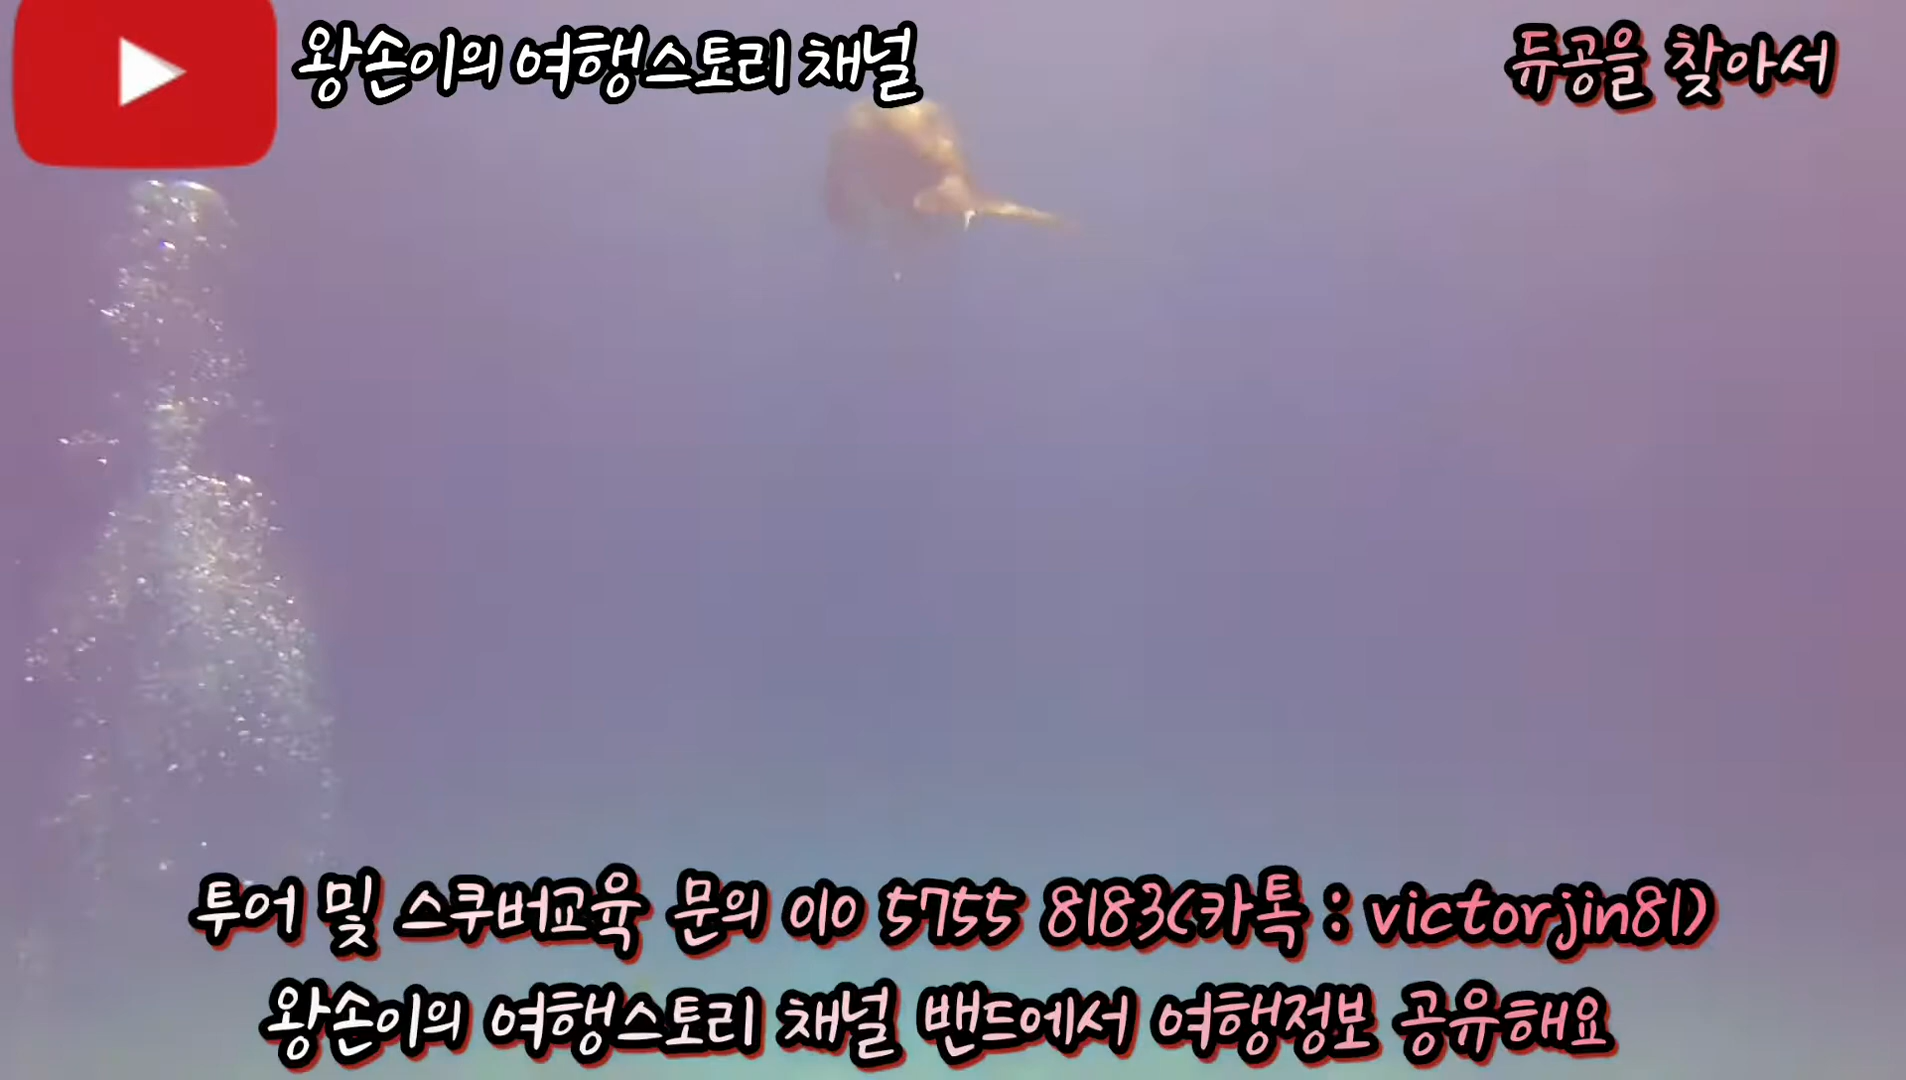 왕손이의 여행스토리 채널
듀공을 찾아서
투어 및 스쿠버교육 문의 010 5755 8183(카톡 : victorjin81)
왕손이의 여행스토리 채널 밴드에서 여행정보 공유해요